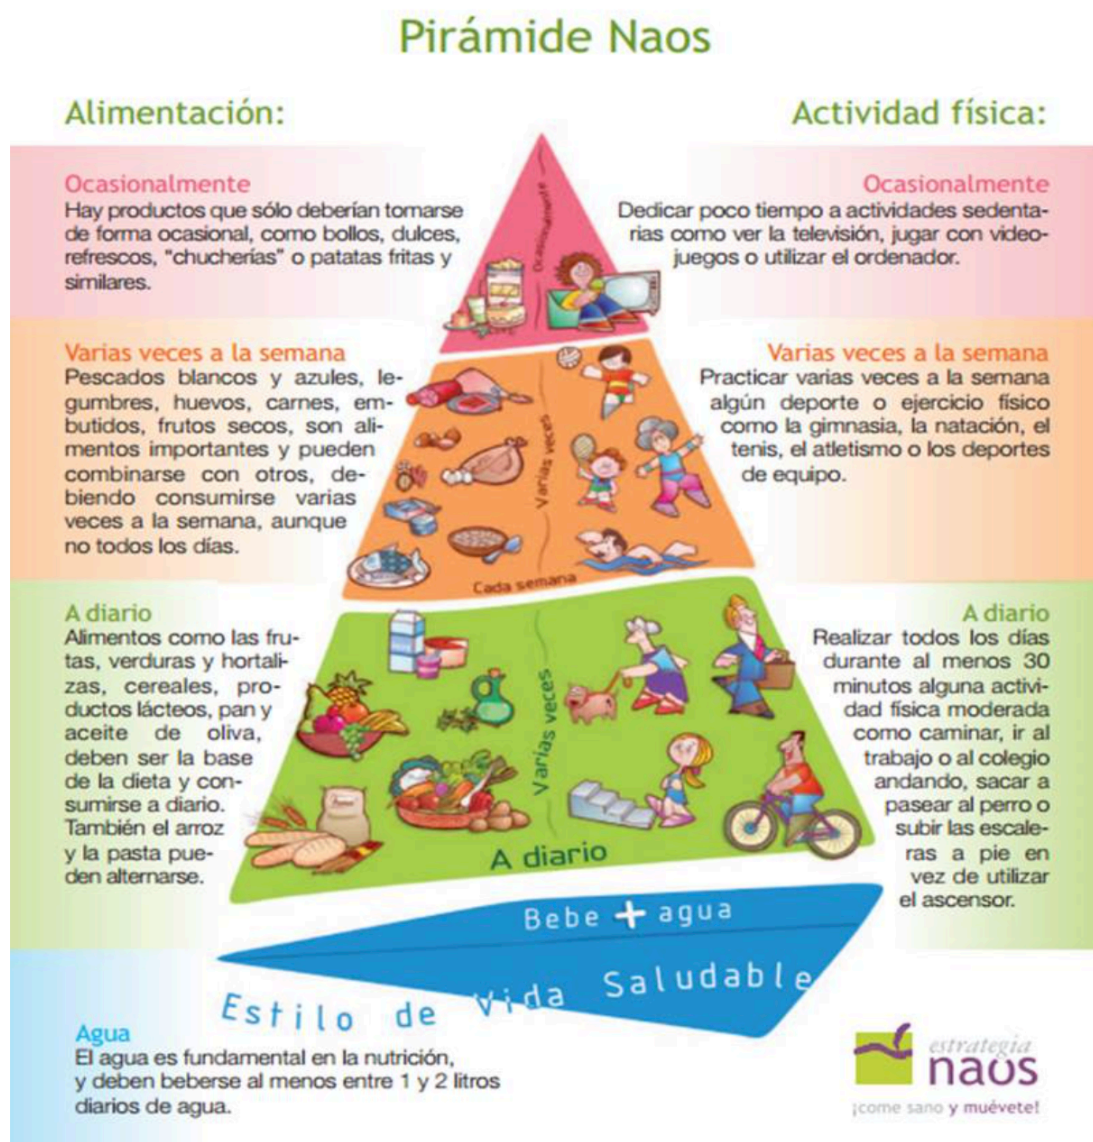 Pirámide Naos
Alimentación:
Ocasionalmente
Hay productos que sólo deberían tomarse
de forma ocasional, como bollos, dulces,
refrescos, "chucherías" o patatas fritas y
similares.
Varias veces a la semana
Pescados blancos y azules, le-
gumbres, huevos, carnes, em-
butidos, frutos secos, son ali-
mentos importantes y pueden
combinarse con otros, de-
biendo consumirse varias
veces a la semana, aunque
no todos los días.
A diario
Alimentos como las fru-
tas, verduras y hortali-
zas, cereales, pro-
ductos lácteos, pan y
aceite de oliva,
deben ser la base
de la dieta y con-
sumirse a diario.
También el arroz
y la pasta pue-
den alternarse.
Agua
El agua es fundamental en la nutrición,
y deben beberse al menos entre 1 y 2 litros
diarios de agua.
Ocasionalmente
Varias veces
Cada semana
Varias veces
A diario
Bebe + agua
Estilo de Vida Saludable
Actividad física:
Ocasionalmente
Dedicar poco tiempo a actividades sedenta-
rias como ver la televisión, jugar con video-
juegos o utilizar el ordenador.
Varias veces a la semana
Practicar varias veces a la semana
algún deporte o ejercicio físico
como la gimnasia, la natación, el
tenis, el atletismo o los deportes
de equipo.
A diario
Realizar todos los días
durante al menos 30
minutos alguna activi-
dad física moderada
como caminar, ir al
trabajo o al colegio
andando, sacar a
pasear al perro o
subir las escale-
ras a pie en
vez de utilizar
el ascensor.
estrategia
naos
¡come sano y muévete!